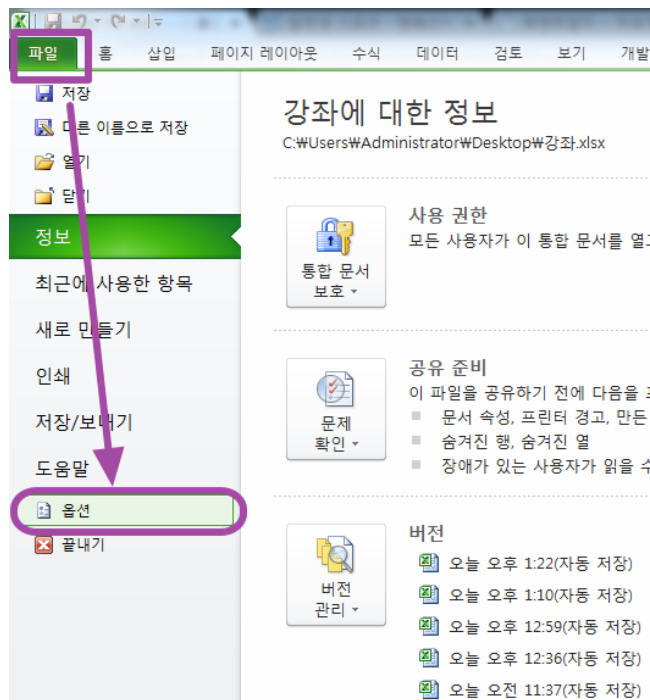 파일 홈 삽입 페이지 레이아웃 수식 데이터 검토 보기 개발
저장
다른 이름으로 저장
열기
닫기
정보
최근에 사용한 항목
새로 만들기
인쇄
저장/보내기
도움말
옵션
끝내기
강좌에 대한 정보
C:₩Users₩Administrator₩Desktop₩강좌.xlsx
통합 문서
보호
사용 권한
모든 사용자가 이 통합 문서를 열고
문제
확인
공유 준비
이 파일을 공유하기 전에 다음을
문서 속성, 프린터 경고, 만든
숨겨진 행, 숨겨진 열
장애가 있는 사용자가 읽을 수
버전
관리
버전
오늘 오후 1:22(자동 저장)
오늘 오후 1:10(자동 저장)
오늘 오후 12:59(자동 저장)
오늘 오후 12:36(자동 저장)
오늘 오전 11:37(자동 저장)